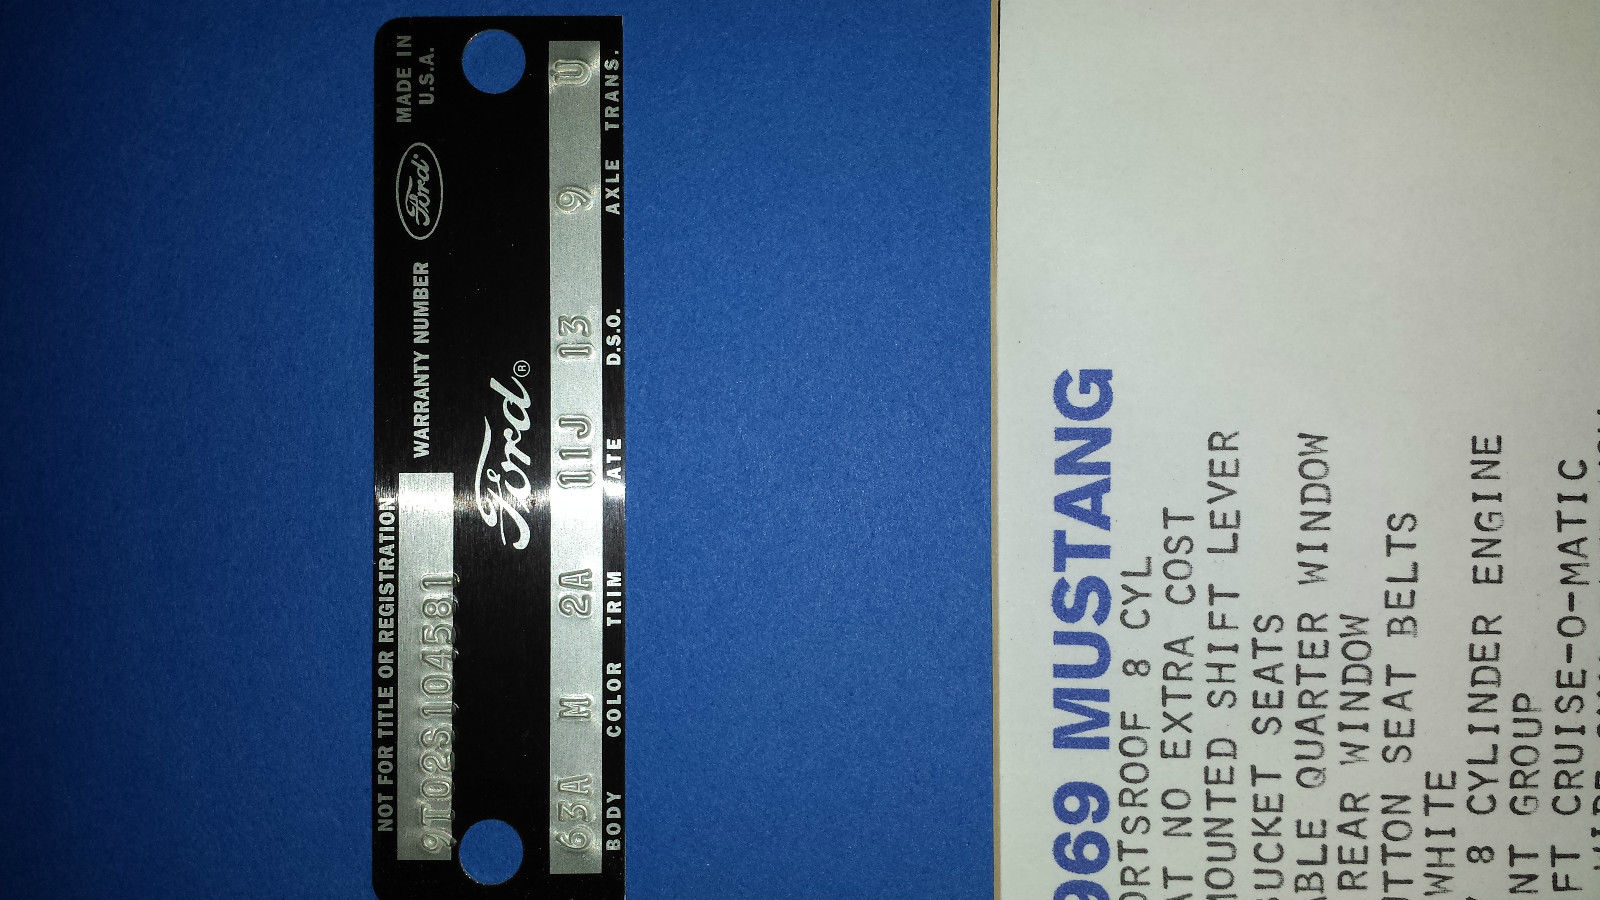 NOT FOR TITLE OR REGISTRATION
9T02S104581 WARRANTY NUMBER Ford MADE IN
U.S.A.
Ford®
63A M 2A 11J 13 9 U
BODY COLOR TRIM DATE D.S.O. AXLE TRANS.
969 MUSTANG
ORTSROOF 8 CYL
AT NO EXTRA COST
MOUNTED SHIFT LEVER
BUCKET SEATS
ABLE QUARTER WINDOW
REAR WINDOW
UTTON SEAT BELTS
WHITE
8 CYLINDER ENGINE
NT GROUP
FT CRUISE-O-MATIC